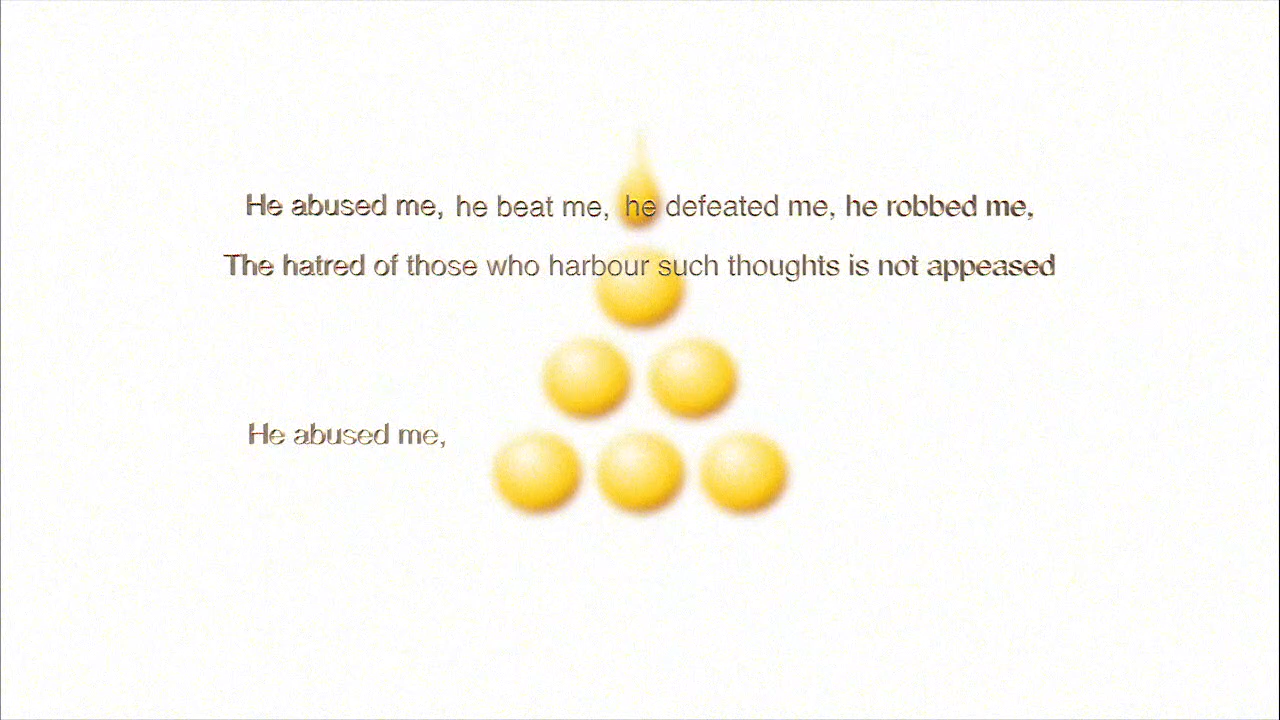 He abused me, he beat me, he defeated me, he robbed me,
The hatred of those who harbour such thoughts is not appeased
He abused me,